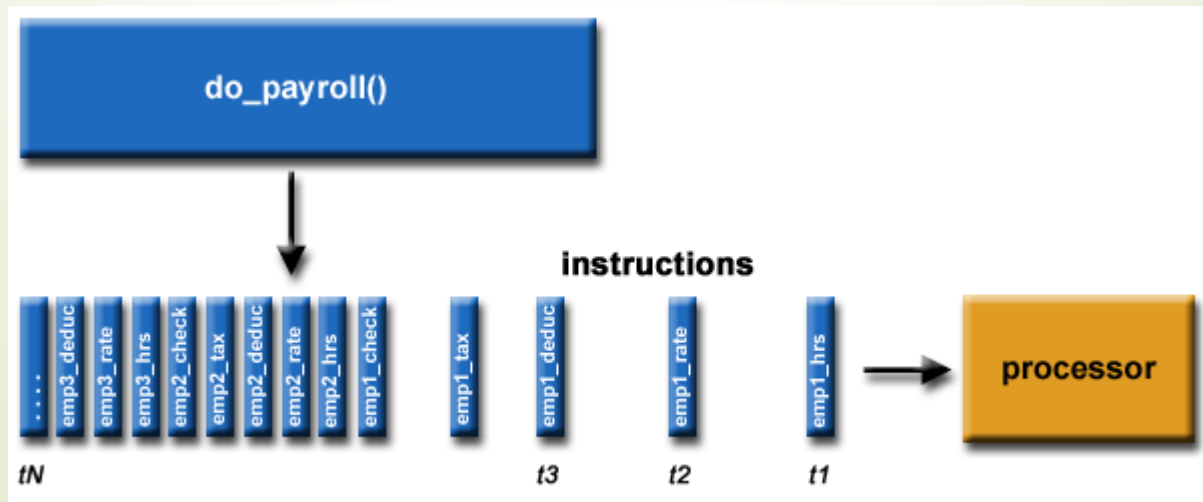 do_payroll()
instructions
. . . .
emp3_deduc
emp3_rate
emp3_hrs
emp2_check
emp2_tax
emp2_deduc
emp2_rate
emp2_hrs
emp1_check
emp1_tax
emp1_deduc
emp1_rate
emp1_hrs
processor
tN
t3
t2
t1